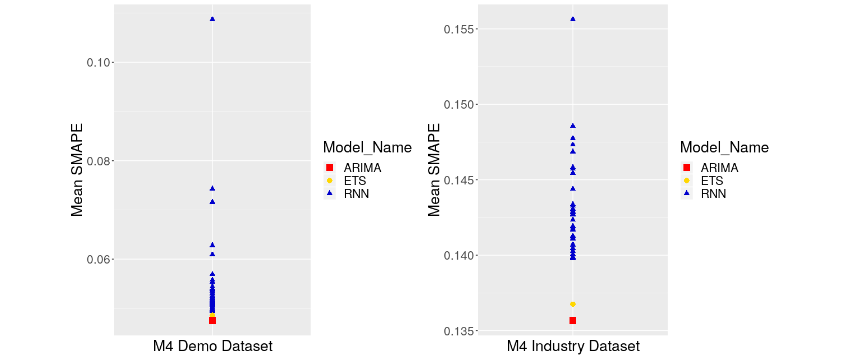 0.10
0.08
0.06
Mean SMAPE
M4 Demo Dataset
Model_Name
ARIMA
ETS
RNN
0.155
0.150
0.145
0.140
0.135
Mean SMAPE
M4 Industry Dataset
Model_Name
ARIMA
ETS
RNN